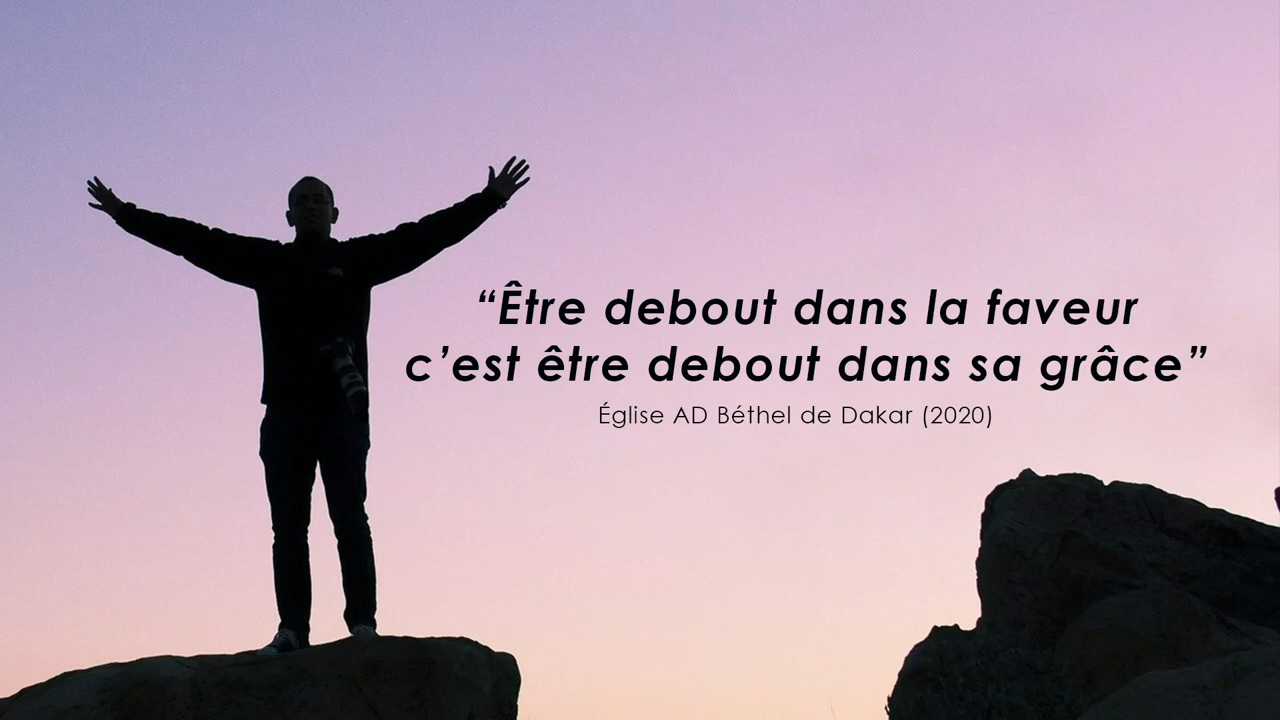 “Être debout dans la faveur
c’est être debout dans sa grâce”
Église AD Béthel de Dakar (2020)